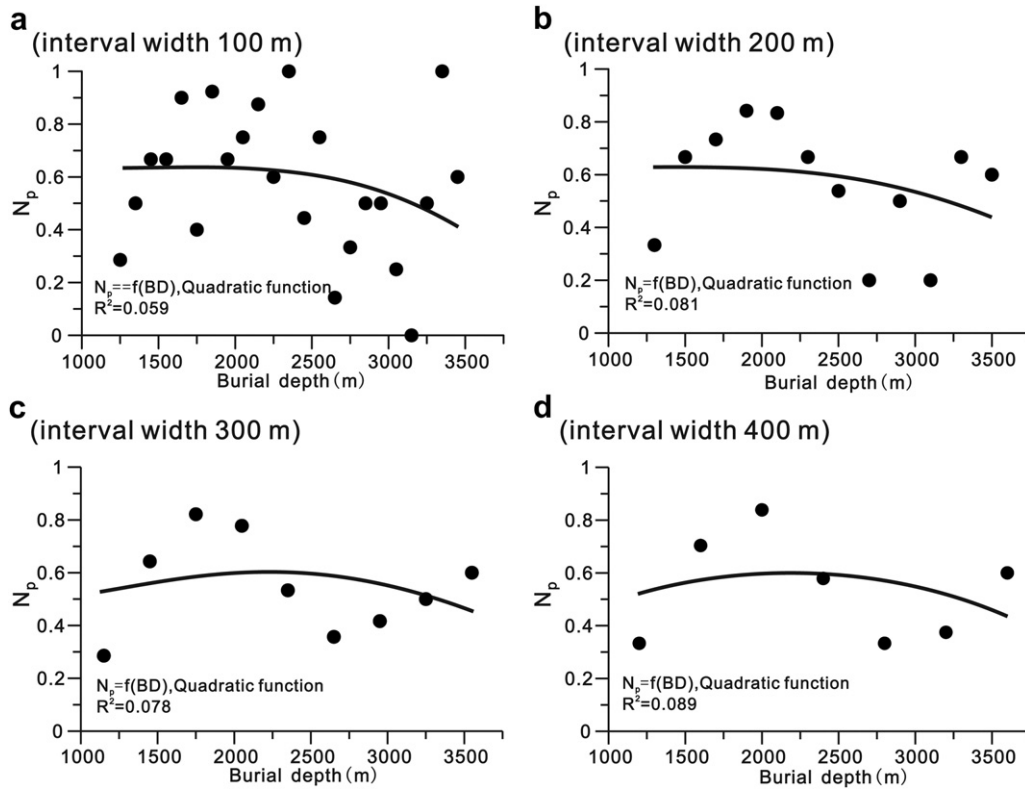 a
(interval width 100 m)
1
0.8
0.6
0.4
0.2
0
Np
Np==f(BD),Quadratic function
R²=0.059
1000 1500 2000 2500 3000 3500
Burial depth(m)
b
(interval width 200 m)
1
0.8
0.6
0.4
0.2
0
Np
Np=f(BD),Quadratic function
R²=0.081
1000 1500 2000 2500 3000 3500
Burial depth(m)
c
(interval width 300 m)
1
0.8
0.6
0.4
0.2
0
Np
Np=f(BD),Quadratic function
R²=0.078
1000 1500 2000 2500 3000 3500
Burial depth(m)
d
(interval width 400 m)
1
0.8
0.6
0.4
0.2
0
Np
Np=f(BD),Quadratic function
R²=0.089
1000 1500 2000 2500 3000 3500
Burial depth(m)